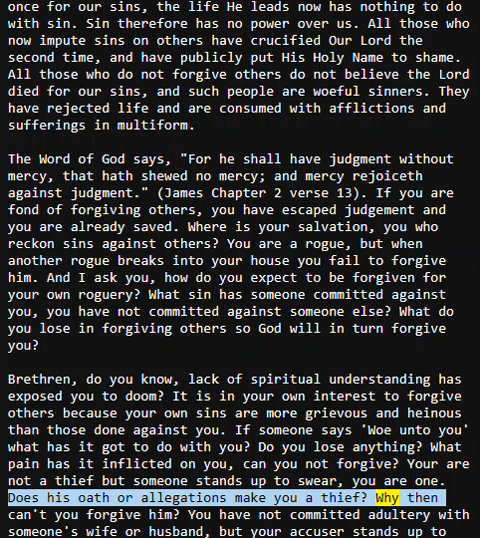 once for our sins, the life He leads now has nothing to do
with sin. Sin therefore has no power over us. All those who
now impute sins on others have crucified Our Lord the
second time, and have publicly put His Holy Name to shame.
All those who do not forgive others do not believe the Lord
died for our sins, and such people are woeful sinners. They
have rejected life and are consumed with afflictions and
sufferings in multiform.
The Word of God says, "For he shall have judgment without
mercy, that hath shewed no mercy; and mercy rejoiceth
against judgment." (James Chapter 2 verse 13). If you are
fond of forgiving others, you have escaped judgement and
you are already saved. Where is your salvation, you who
reckon sins against others? You are a rogue, but when
another rogue breaks into your house you fail to forgive
him. And I ask you, how do you expect to be forgiven for
your own roguery? What sin has someone committed against
you, you have not committed against someone else? What do
you lose in forgiving others so God will in turn forgive
you?
Brethren, do you know, lack of spiritual understanding has
exposed you to doom? It is in your own interest to forgive
others because your own sins are more grievous and heinous
than those done against you. If someone says 'Woe unto you'
what has it got to do with you? Do you lose anything? What
pain has it inflicted on you, can you not forgive? Your are
not a thief but someone stands up to swear, you are one.
Does his oath or allegations make you a thief? Why then
can't you forgive him? You have not committed adultery with
someone's wife or husband, but your accuser stands up to